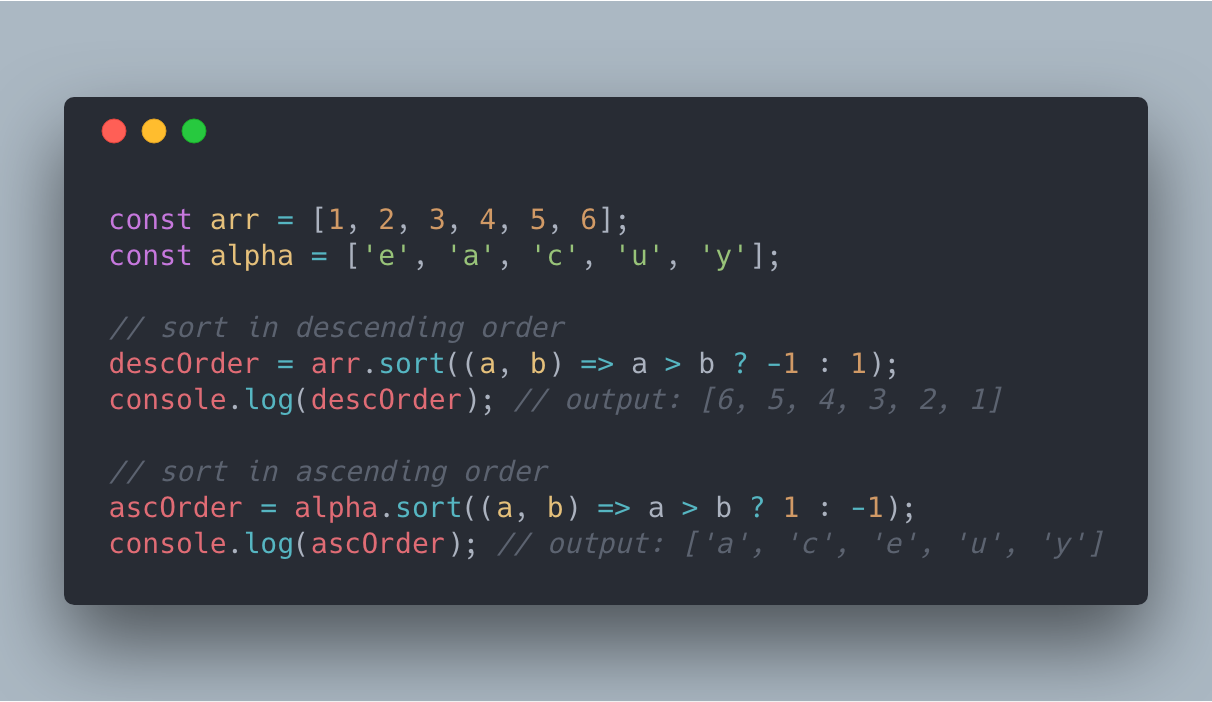 const arr = [1, 2, 3, 4, 5, 6];
const alpha = ['e', 'a', 'c', 'u', 'y'];
// sort in descending order
descOrder = arr.sort((a, b) => a > b ? -1 : 1);
console.log(descOrder); // output: [6, 5, 4, 3, 2, 1]
// sort in ascending order
ascOrder = alpha.sort((a, b) => a > b ? 1 : -1);
console.log(ascOrder); // output: ['a', 'c', 'e', 'u', 'y']